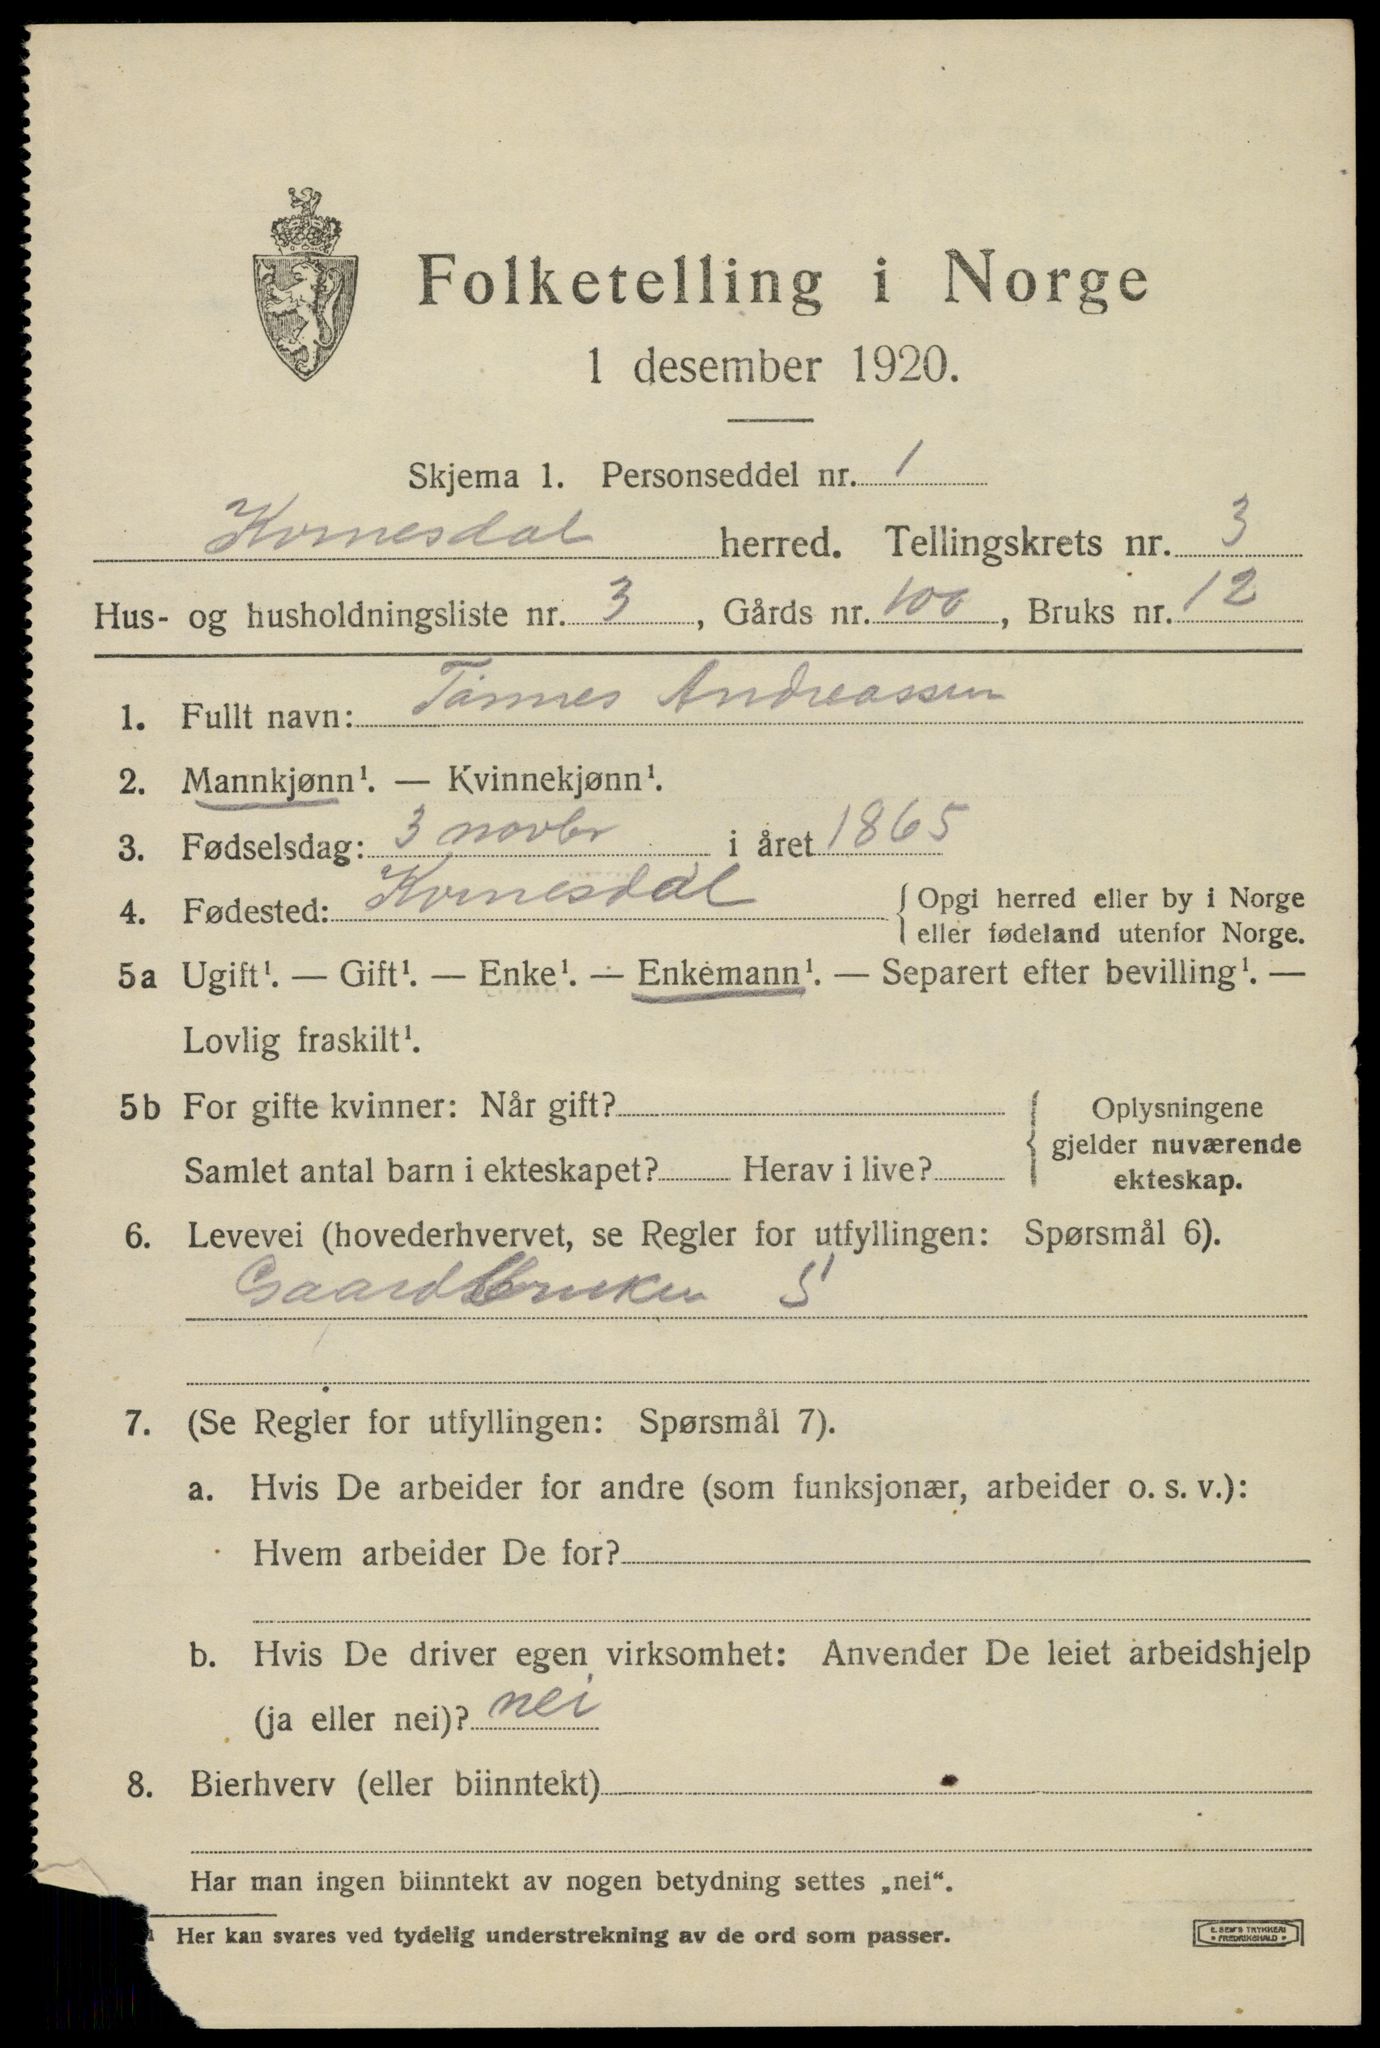 Folketelling i Norge
1 desember 1920.
Skjema 1. Personseddel nr. 1
Kvinesdal herred. Tellingskrets nr. 3
Hus- og husholdningsliste nr. 3, Gårds nr. 100, Bruks nr. 12
1. Fullt navn: Tønnes Andreassen
2. Mannkjønn¹. — Kvinnekjønn¹.
3. Fødselsdag: 3 novbr i året 1865
4. Fødested: Kvinesdal { Opgi herred eller by i Norge
eller fødeland utenfor Norge.
5a Ugift¹. — Gift¹. — Enke¹. — Enkemann¹. — Separert efter bevilling¹. —
Lovlig fraskilt¹.
5b For gifte kvinner: Når gift? { Oplysningene
gjelder nuværende
Samlet antal barn i ekteskapet? Herav i live? ekteskap.
6. Levevei (hovederhvervet, se Regler for utfyllingen: Spørsmål 6).
Gaardbruker S
7. (Se Regler for utfyllingen: Spørsmål 7).
a. Hvis De arbeider for andre (som funksjonær, arbeider o. s. v.):
Hvem arbeider De for?
b. Hvis De driver egen virksomhet: Anvender De leiet arbeidshjelp
(ja eller nei)? nei
8. Bierhverv (eller biinntekt)
Har man ingen biinntekt av nogen betydning settes „nei“.
¹ Her kan svares ved tydelig understrekning av de ord som passer.
E. SEM'S TRYKKERI
• FREDRIKSHALD •